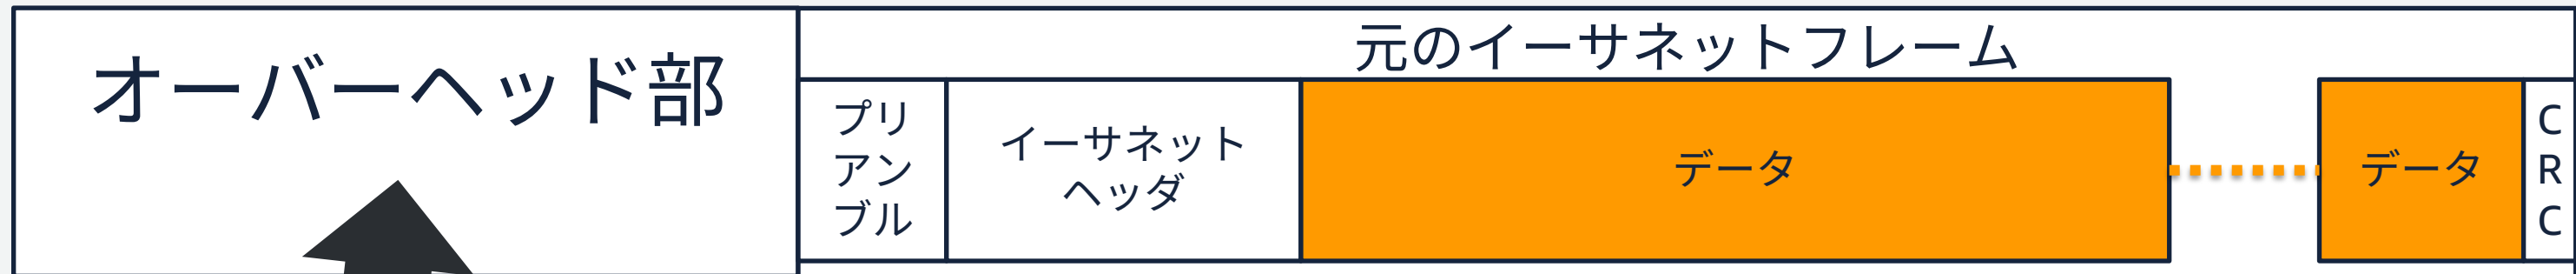 オーバーヘッド部
元のイーサネットフレーム
プリ
アン
ブル
イーサネット
ヘッダ
データ
データ
C
R
C